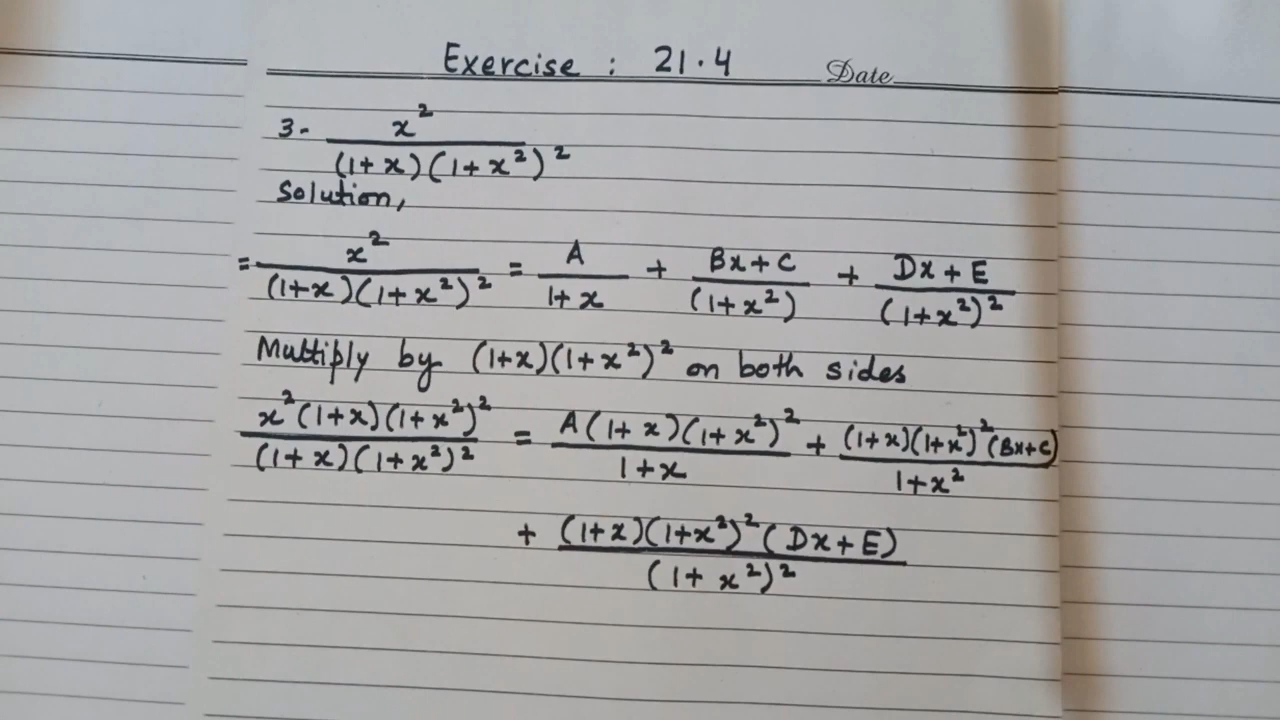 Exercise : 21.4 Date
3. x² / (1+x)(1+x²)²
Solution,
= x² / (1+x)(1+x²)² = A / 1+x + Bx+C / (1+x²) + Dx+E / (1+x²)²
Multiply by (1+x)(1+x²)² on both sides
x²(1+x)(1+x²)² / (1+x)(1+x²)² = A(1+x)(1+x²)² / 1+x + (1+x)(1+x²)²(Bx+C) / 1+x²
+ (1+x)(1+x²)²(Dx+E) / (1+x²)²